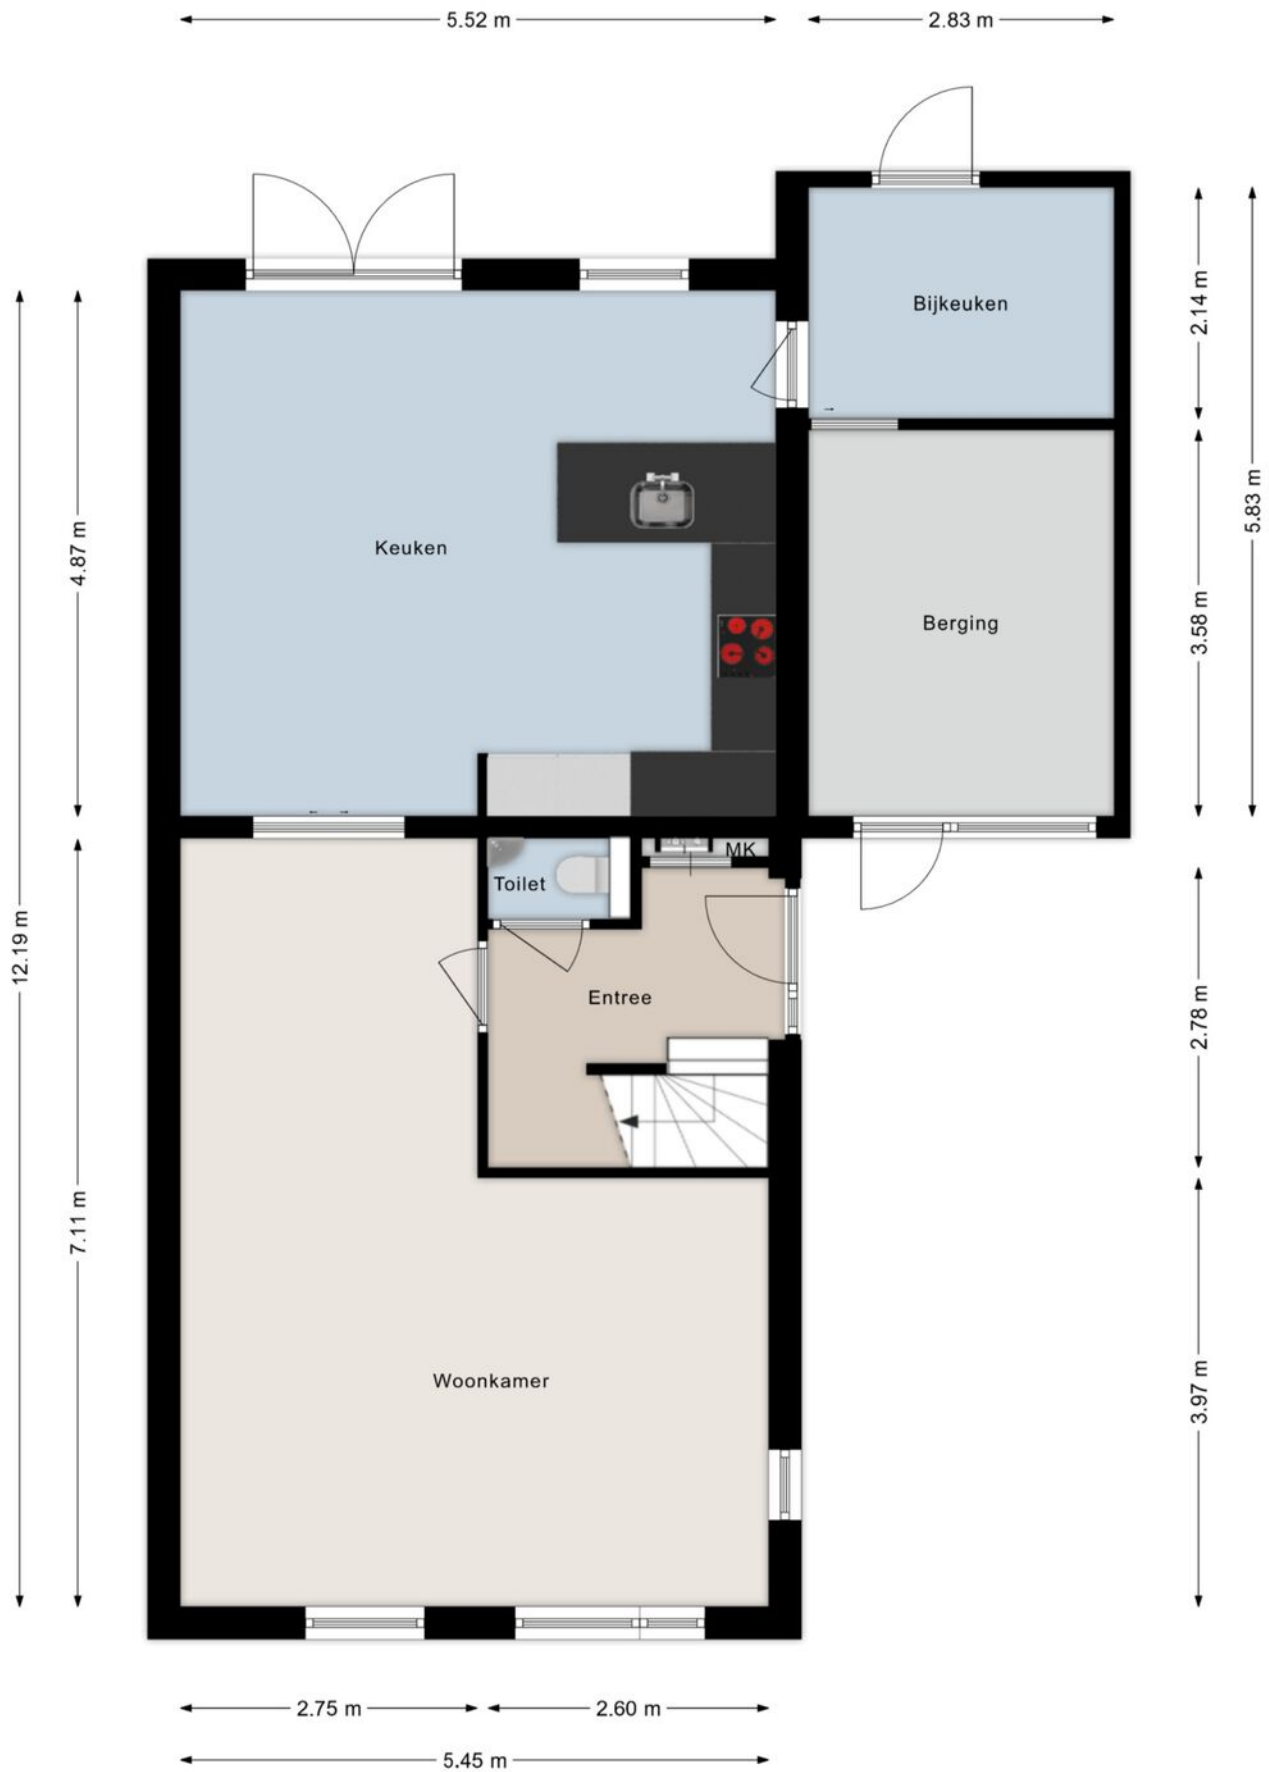 5.52 m
2.83 m
Bijkeuken
2.14 m
5.83 m
4.87 m
Keuken
3.58 m
Berging
MK
Toilet
12.19 m
Entree
2.78 m
7.11 m
Woonkamer
3.97 m
2.75 m
2.60 m
5.45 m